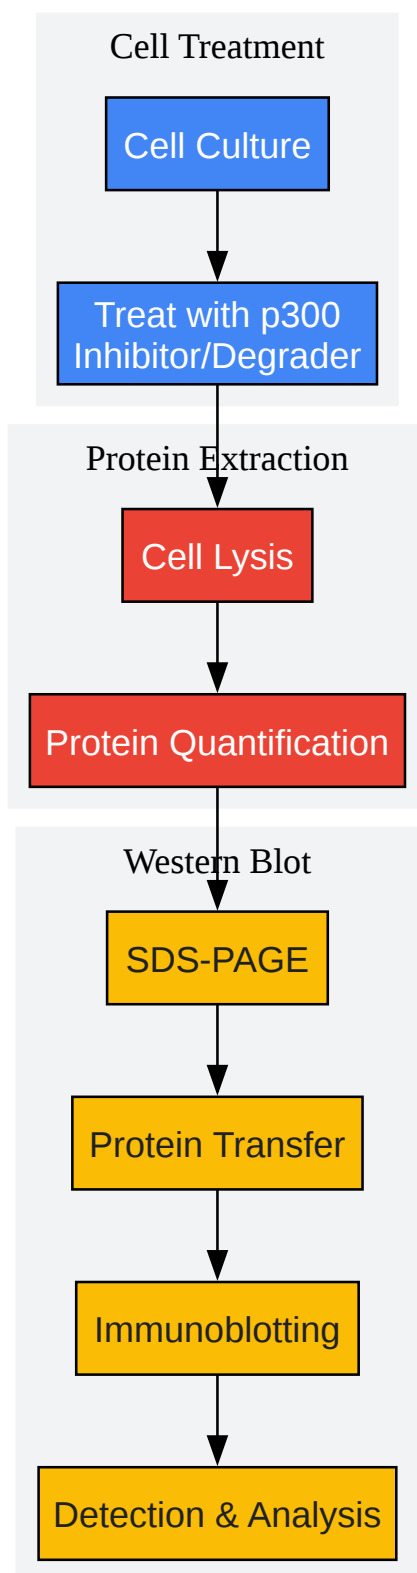 Cell Treatment
Cell Culture
Treat with p300
Inhibitor/Degrader
Protein Extraction
Cell Lysis
Protein Quantification
Western Blot
SDS-PAGE
Protein Transfer
Immunoblotting
Detection & Analysis